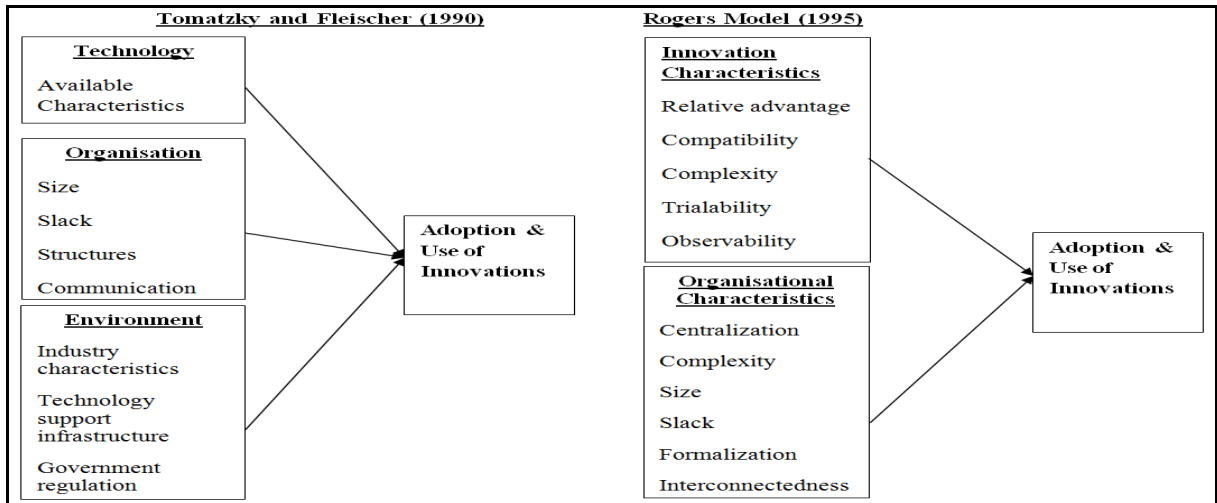 Tomatzky and Fleischer (1990)
Technology
Available
Characteristics
Organisation
Size
Slack
Structures
Communication
Environment
Industry
characteristics
Technology
support
infrastructure
Government
regulation
Adoption &
Use of
Innovations
Rogers Model (1995)
Innovation
Characteristics
Relative advantage
Compatibility
Complexity
Trialability
Observability
Organisational
Characteristics
Centralization
Complexity
Size
Slack
Formalization
Interconnectedness
Adoption &
Use of
Innovations